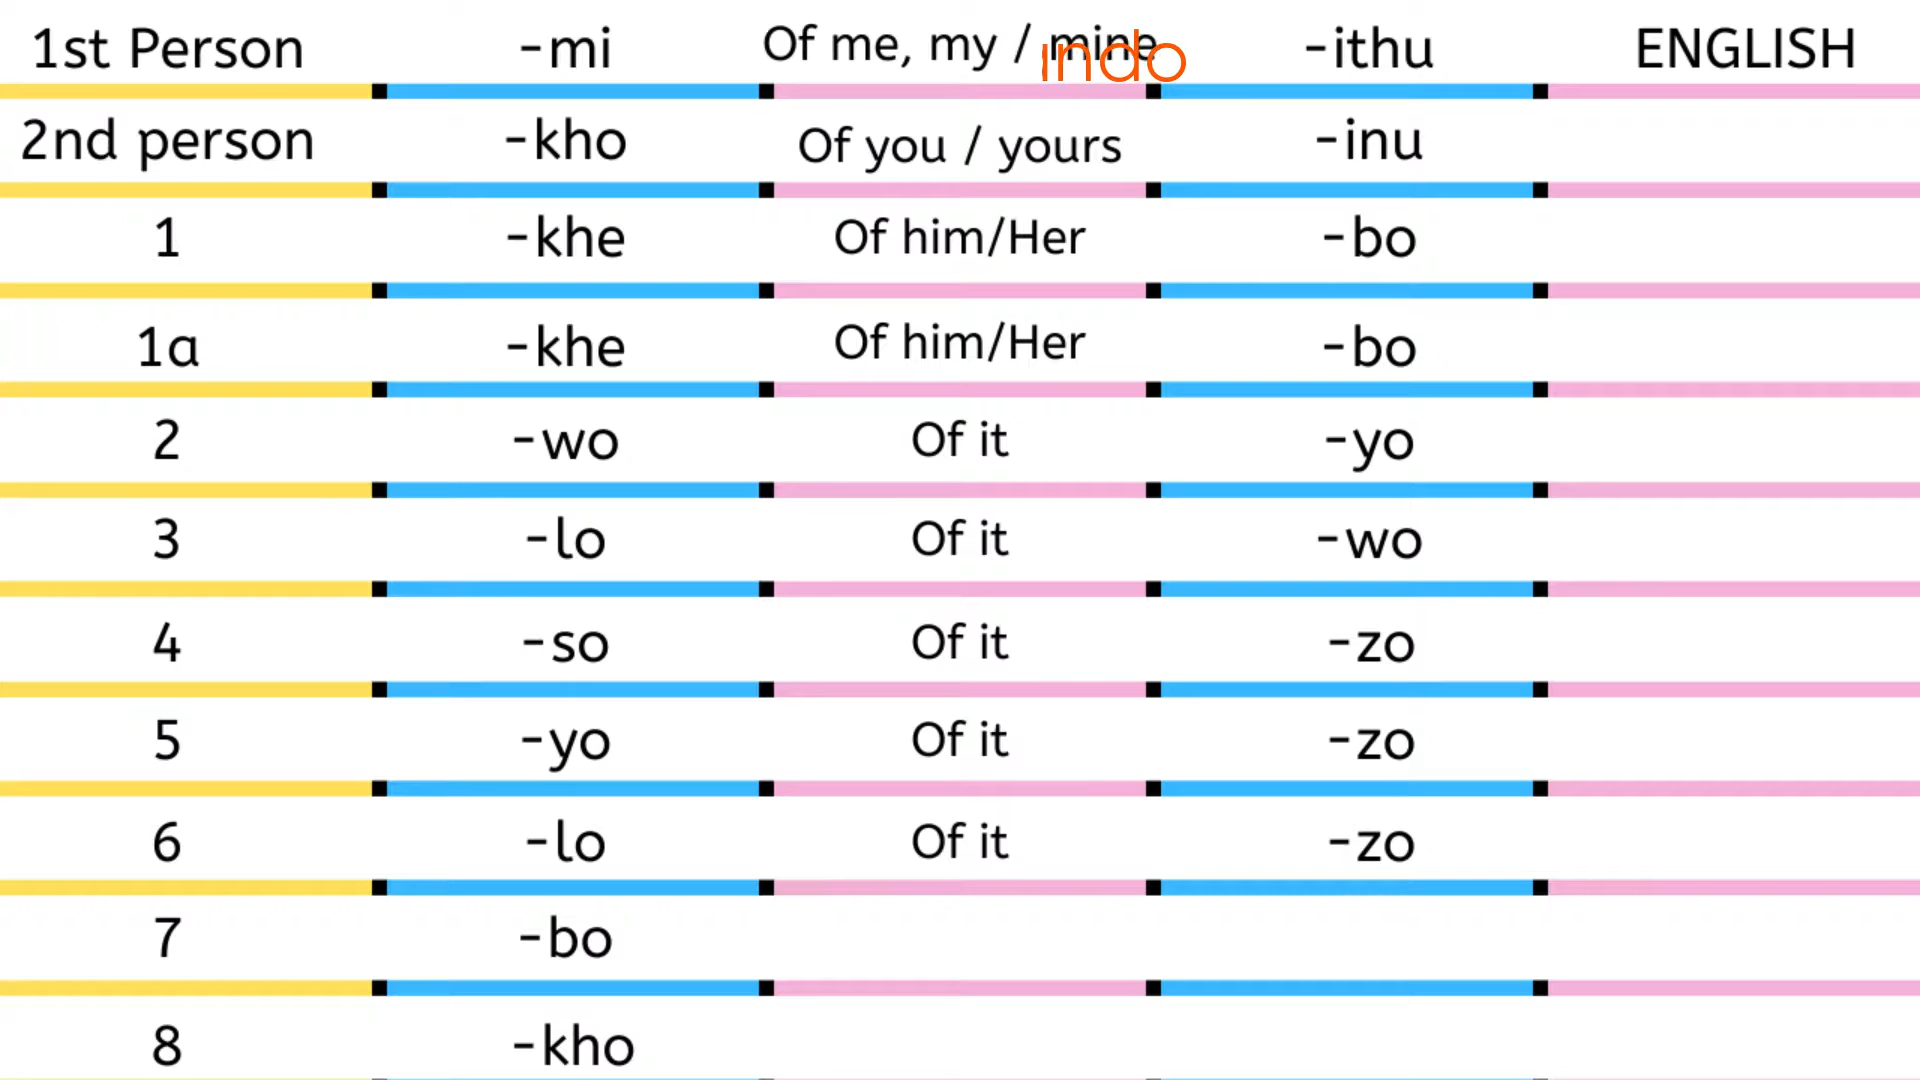 1st Person -mi Of me, my / mine -ithu ENGLISH
indo
2nd person -kho Of you / yours -inu
1 -khe Of him/Her -bo
1a -khe Of him/Her -bo
2 -wo Of it -yo
3 -lo Of it -wo
4 -so Of it -zo
5 -yo Of it -zo
6 -lo Of it -zo
7 -bo
8 -kho